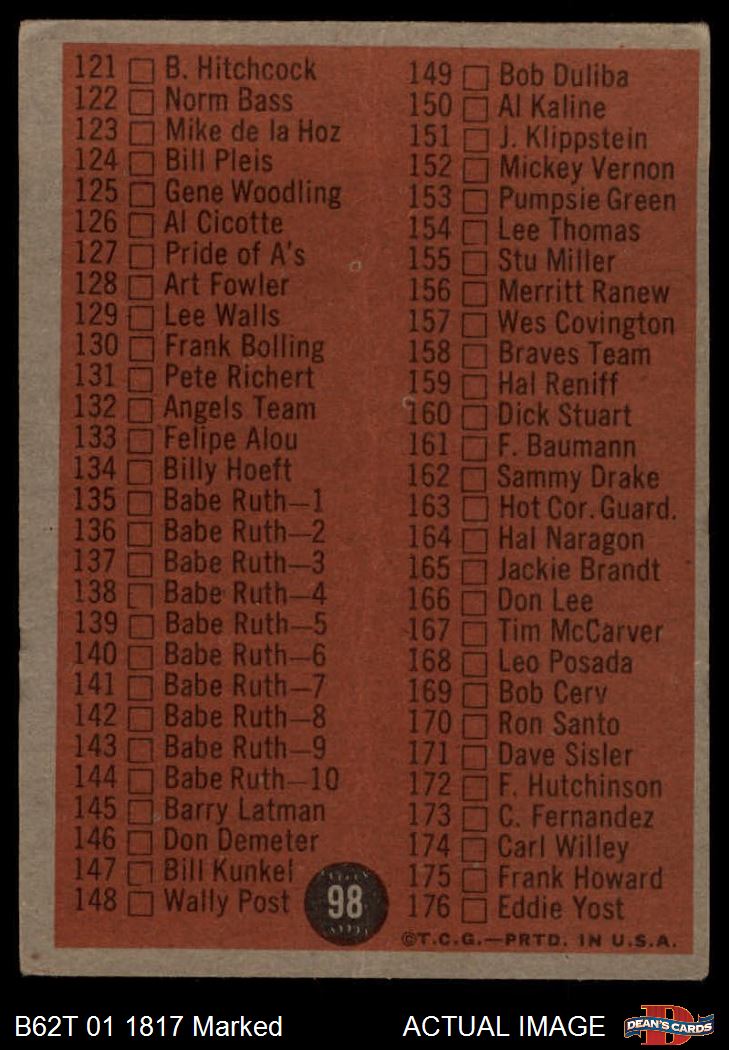 121 B. Hitchcock
122 Norm Bass
123 Mike de la Hoz
124 Bill Pleis
125 Gene Woodling
126 Al Cicotte
127 Pride of A's
128 Art Fowler
129 Lee Walls
130 Frank Bolling
131 Pete Richert
132 Angels Team
133 Felipe Alou
134 Billy Hoeft
135 Babe Ruth—1
136 Babe Ruth—2
137 Babe Ruth—3
138 Babe Ruth—4
139 Babe Ruth—5
140 Babe Ruth—6
141 Babe Ruth—7
142 Babe Ruth—8
143 Babe Ruth—9
144 Babe Ruth—10
145 Barry Latman
146 Don Demeter
147 Bill Kunkel
148 Wally Post
98
149 Bob Duliba
150 Al Kaline
151 J. Klippstein
152 Mickey Vernon
153 Pumpsie Green
154 Lee Thomas
155 Stu Miller
156 Merritt Ranew
157 Wes Covington
158 Braves Team
159 Hal Reniff
160 Dick Stuart
161 F. Baumann
162 Sammy Drake
163 Hot Cor. Guard.
164 Hal Naragon
165 Jackie Brandt
166 Don Lee
167 Tim McCarver
168 Leo Posada
169 Bob Cerv
170 Ron Santo
171 Dave Sisler
172 F. Hutchinson
173 C. Fernandez
174 Carl Willey
175 Frank Howard
176 Eddie Yost
©T.C.G.—PRTD. IN U.S.A.
B62T 01 1817 Marked
ACTUAL IMAGE
D
DEAN'S CARDS